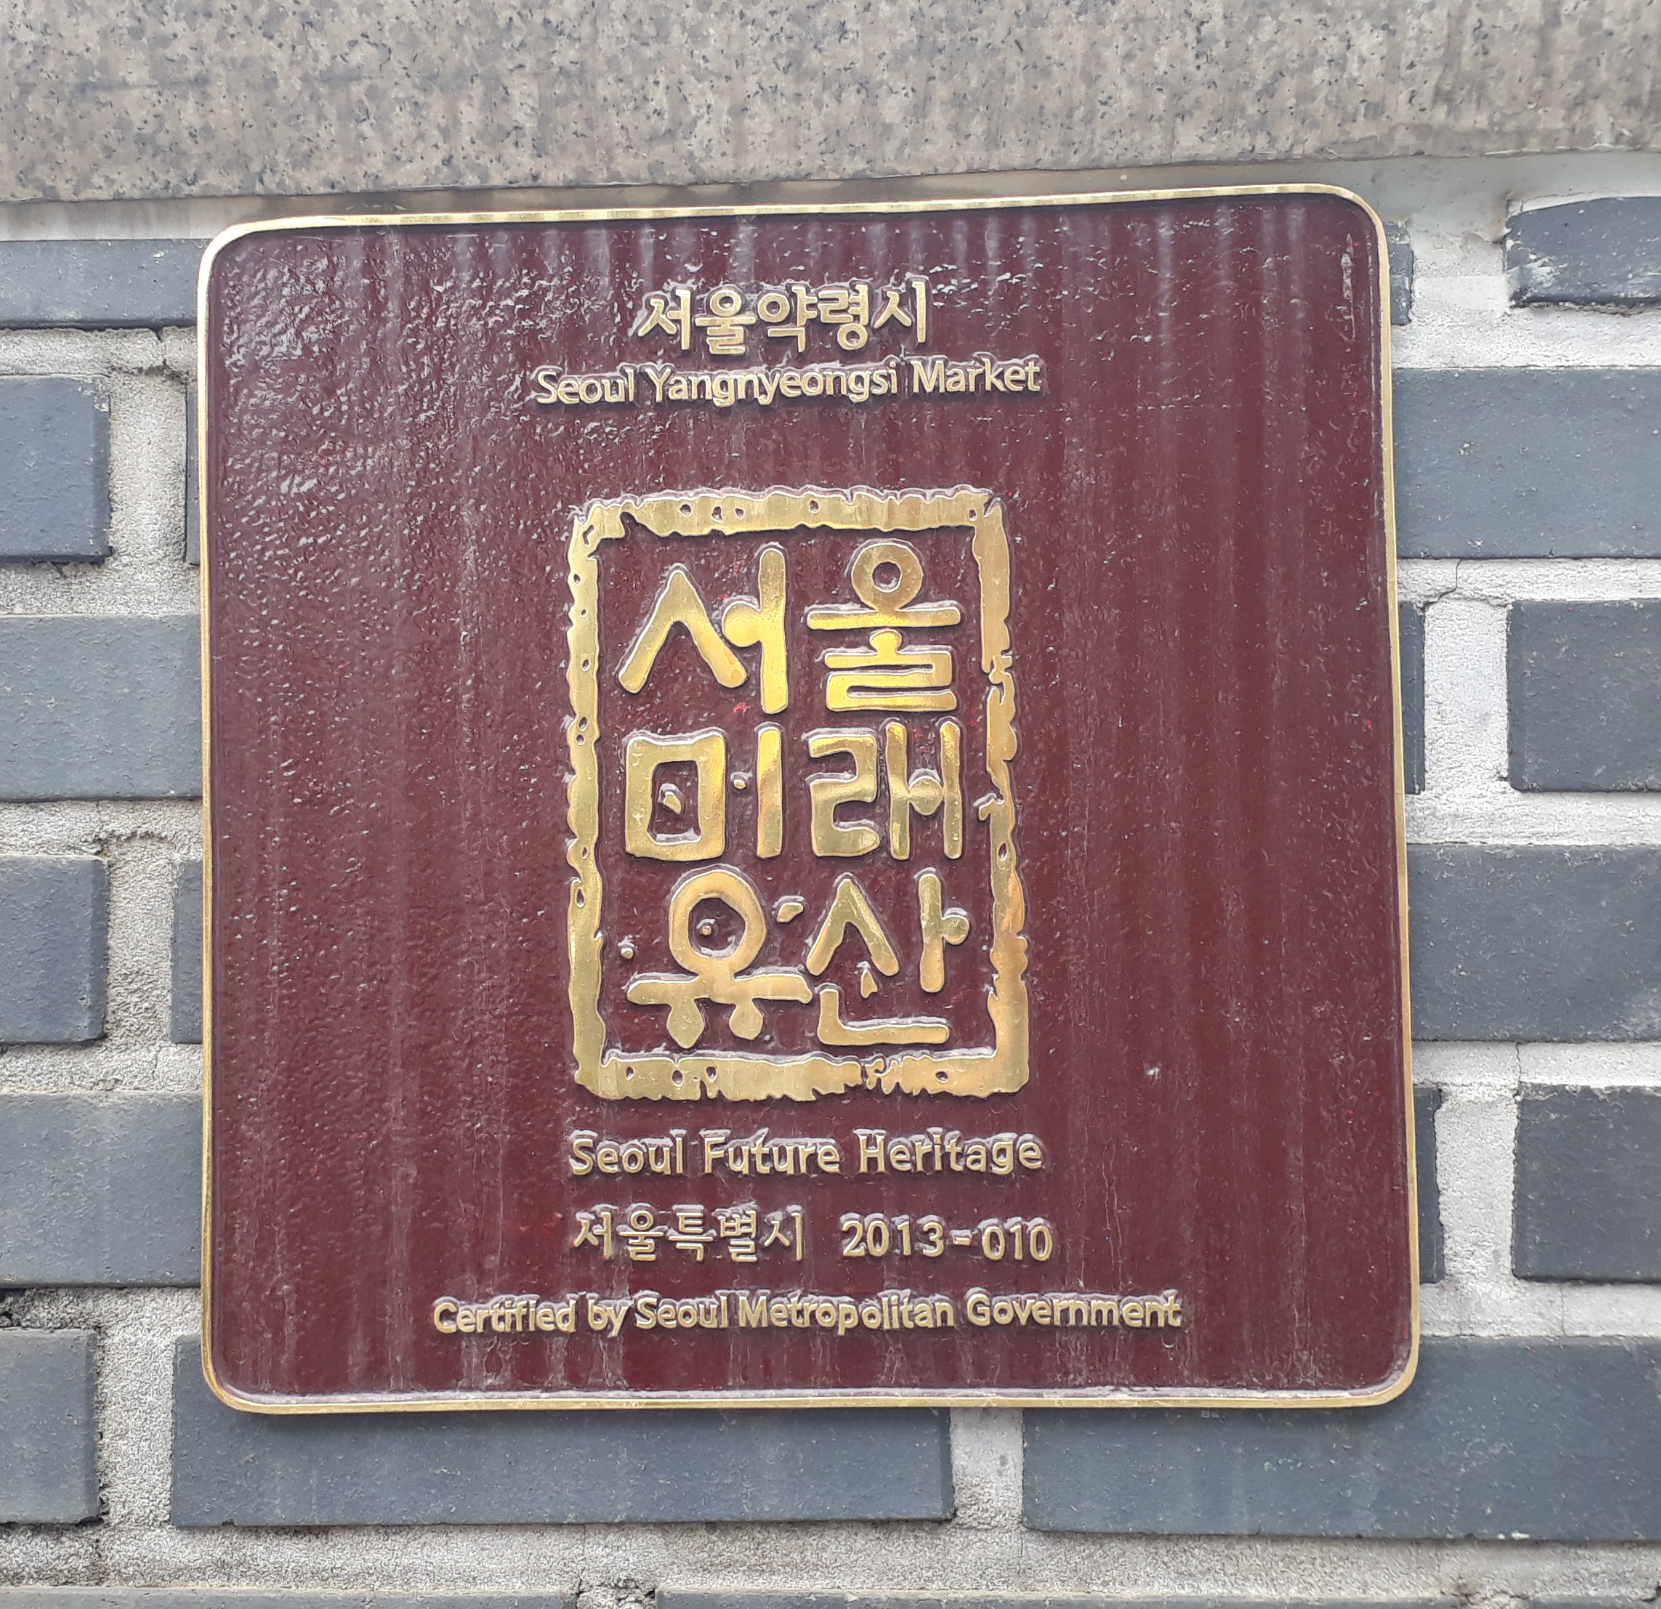 서울약령시
Seoul Yangnyeongsi Market
서울
미래
유산
Seoul Future Heritage
서울특별시 2013-010
Certified by Seoul Metropolitan Government